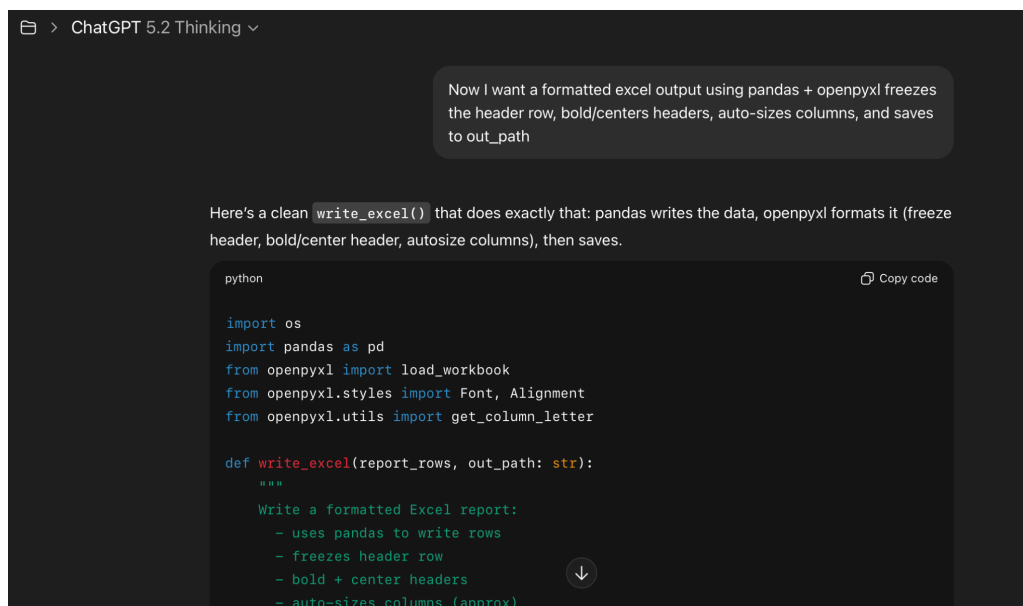 ChatGPT 5.2 Thinking
Now I want a formatted excel output using pandas + openpyxl freezes
the header row, bold/centers headers, auto-sizes columns, and saves
to out_path
Here's a clean write_excel() that does exactly that: pandas writes the data, openpyxl formats it (freeze
header, bold/center header, autosize columns), then saves.
python
Copy code
import os
import pandas as pd
from openpyxl import load_workbook
from openpyxl.styles import Font, Alignment
from openpyxl.utils import get_column_letter
def write_excel(report_rows, out_path: str):
"""
Write a formatted Excel report:
- uses pandas to write rows
- freezes header row
- bold + center headers
- auto-sizes columns (approx)